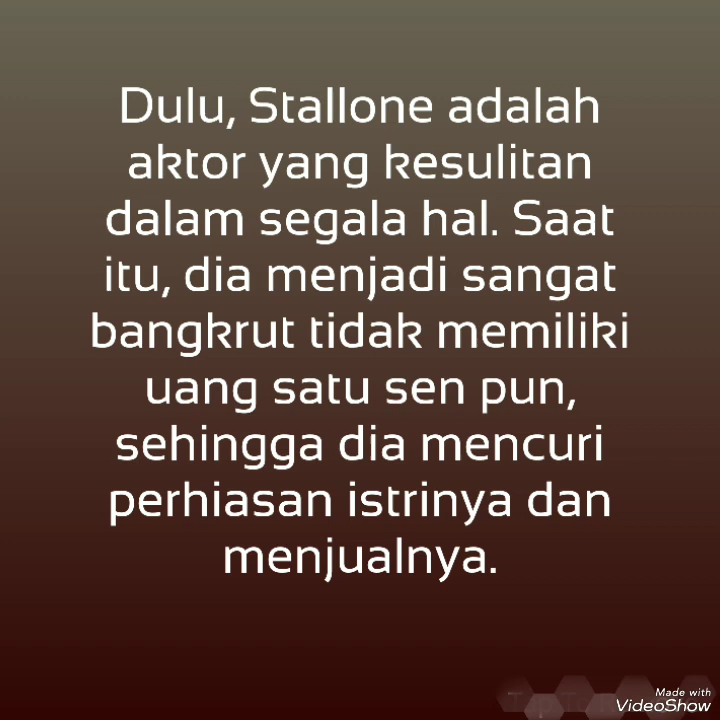 Dulu, Stallone adalah
aktor yang kesulitan
dalam segala hal. Saat
itu, dia menjadi sangat
bangkrut tidak memiliki
uang satu sen pun,
sehingga dia mencuri
perhiasan istrinya dan
menjualnya.
Made with
VideoShow